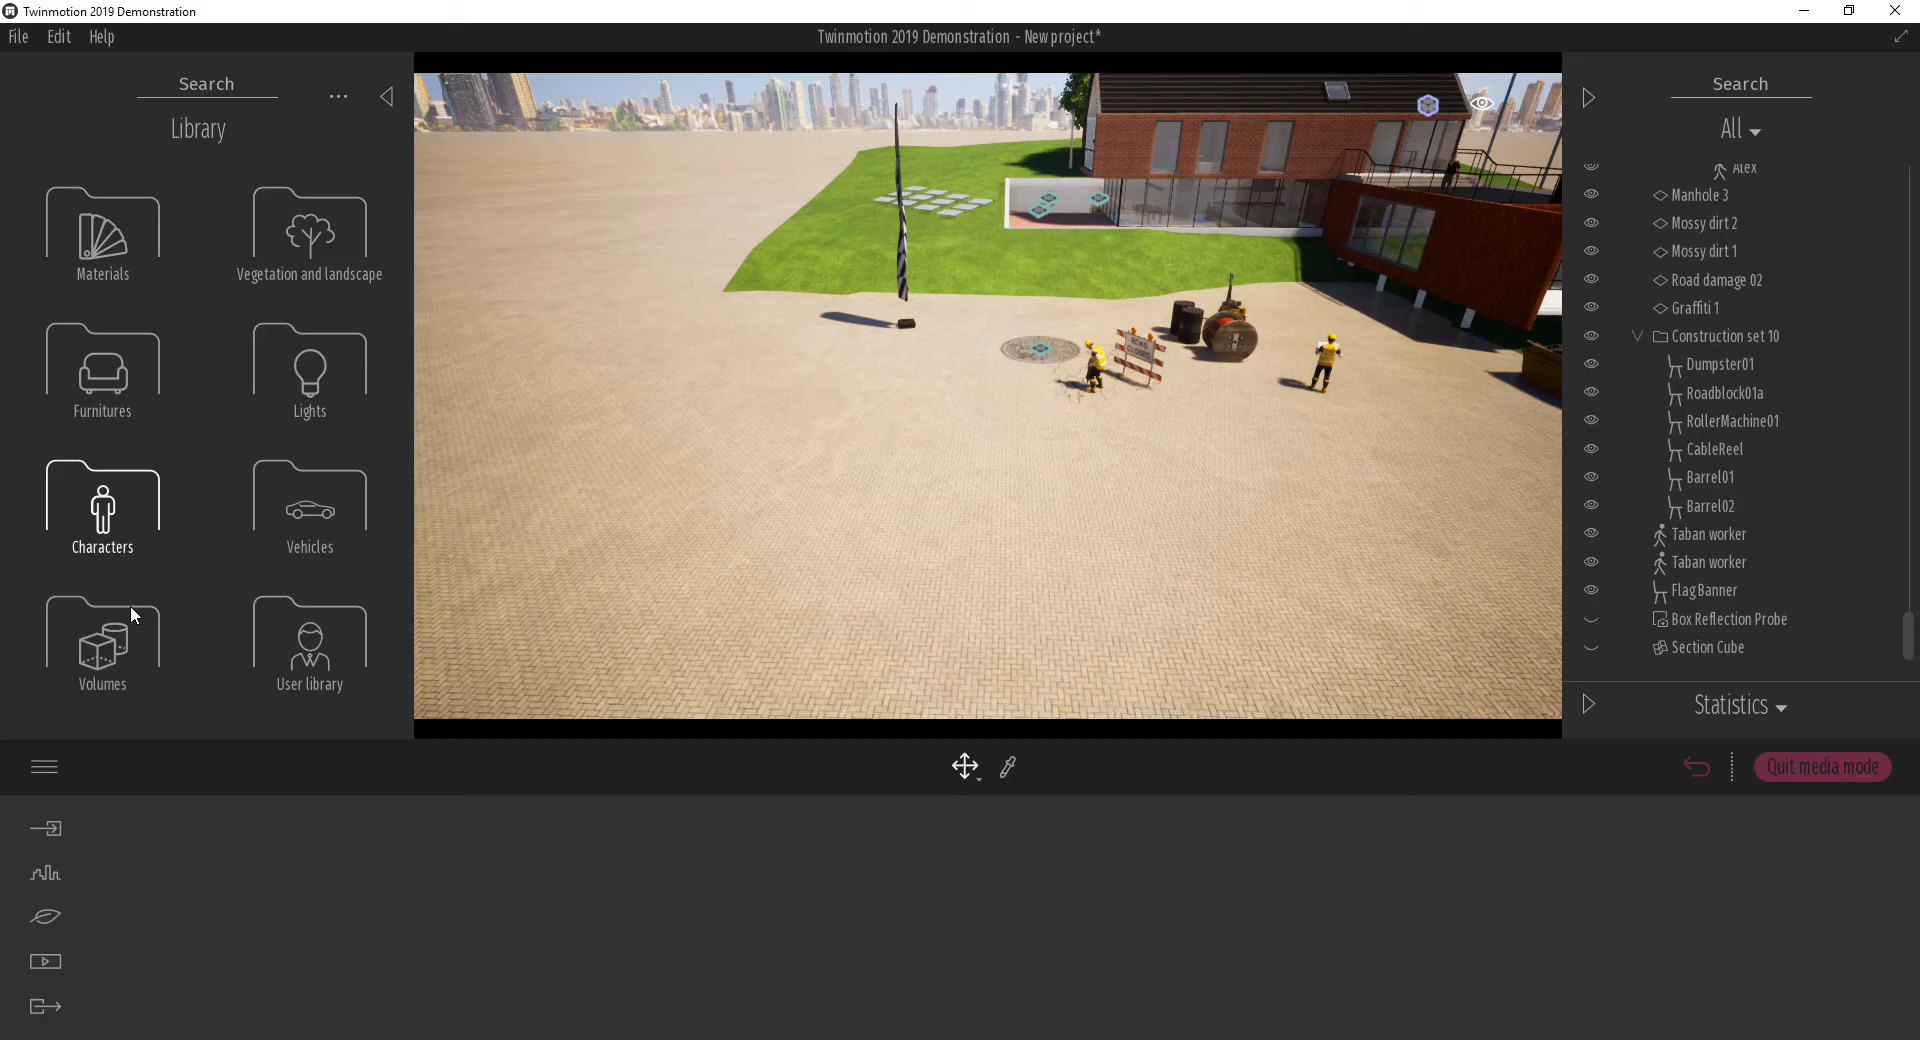 Twinmotion 2019 Demonstration
File Edit Help
Twinmotion 2019 Demonstration - New project*
Search
Library
Materials
Vegetation and landscape
Furnitures
Lights
Characters
Vehicles
Volumes
User library
ROAD
CLOSED
Search
All
Alex
Manhole 3
Mossy dirt 2
Mossy dirt 1
Road damage 02
Graffiti 1
Construction set 10
Dumpster01
Roadblock01a
RollerMachine01
CableReel
Barrel01
Barrel02
Taban worker
Taban worker
Flag Banner
Box Reflection Probe
Section Cube
Statistics
Quit media mode